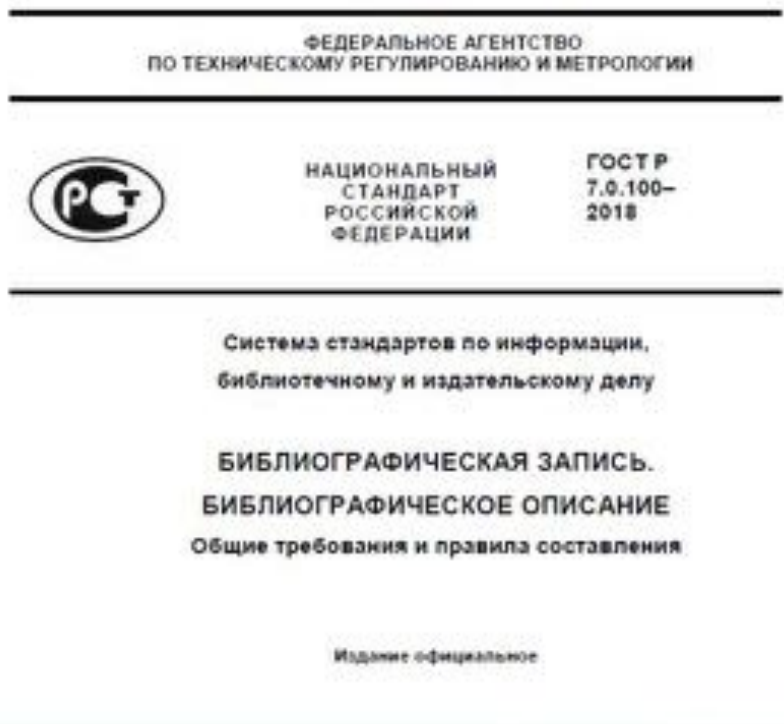 ФЕДЕРАЛЬНОЕ АГЕНТСТВО
ПО ТЕХНИЧЕСКОМУ РЕГУЛИРОВАНИЮ И МЕТРОЛОГИИ
РСТ
НАЦИОНАЛЬНЫЙ
СТАНДАРТ
РОССИЙСКОЙ
ФЕДЕРАЦИИ
ГОСТ Р
7.0.100–
2018
Система стандартов по информации,
библиотечному и издательскому делу
БИБЛИОГРАФИЧЕСКАЯ ЗАПИСЬ.
БИБЛИОГРАФИЧЕСКОЕ ОПИСАНИЕ
Общие требования и правила составления
Издание официальное